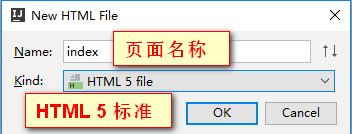 New HTML File
Name: index
页面名称
Kind: HTML 5 file
HTML 5 标准
OK Cancel